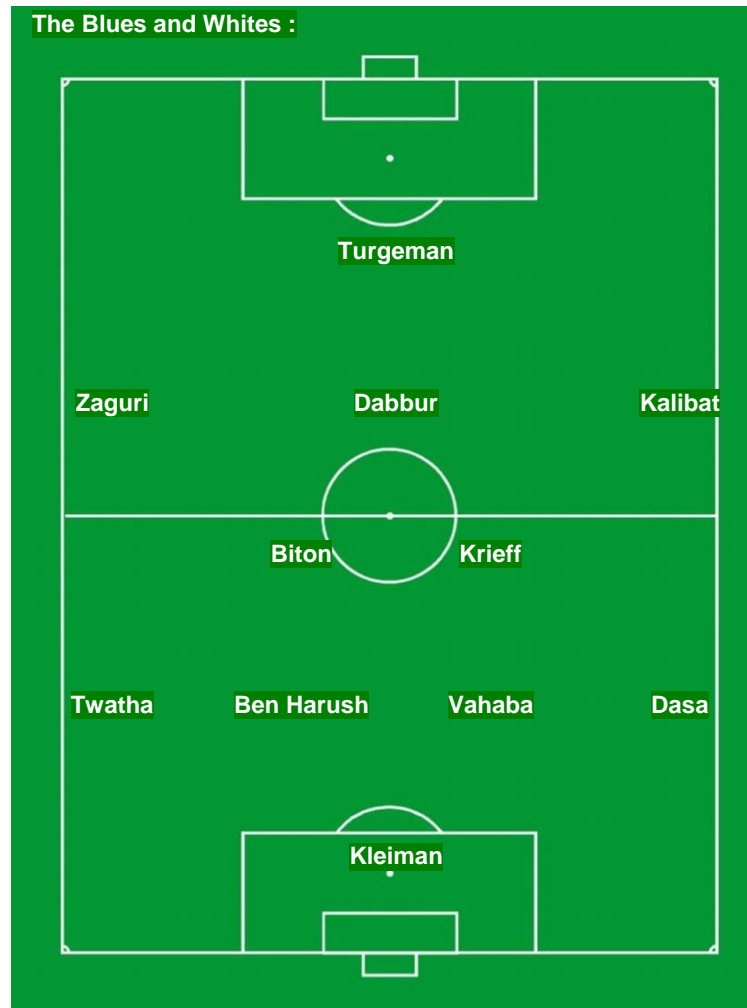 The Blues and Whites :
Turgeman
Zaguri Dabbur Kalibat
Biton Krieff
Twatha Ben Harush Vahaba Dasa
Kleiman